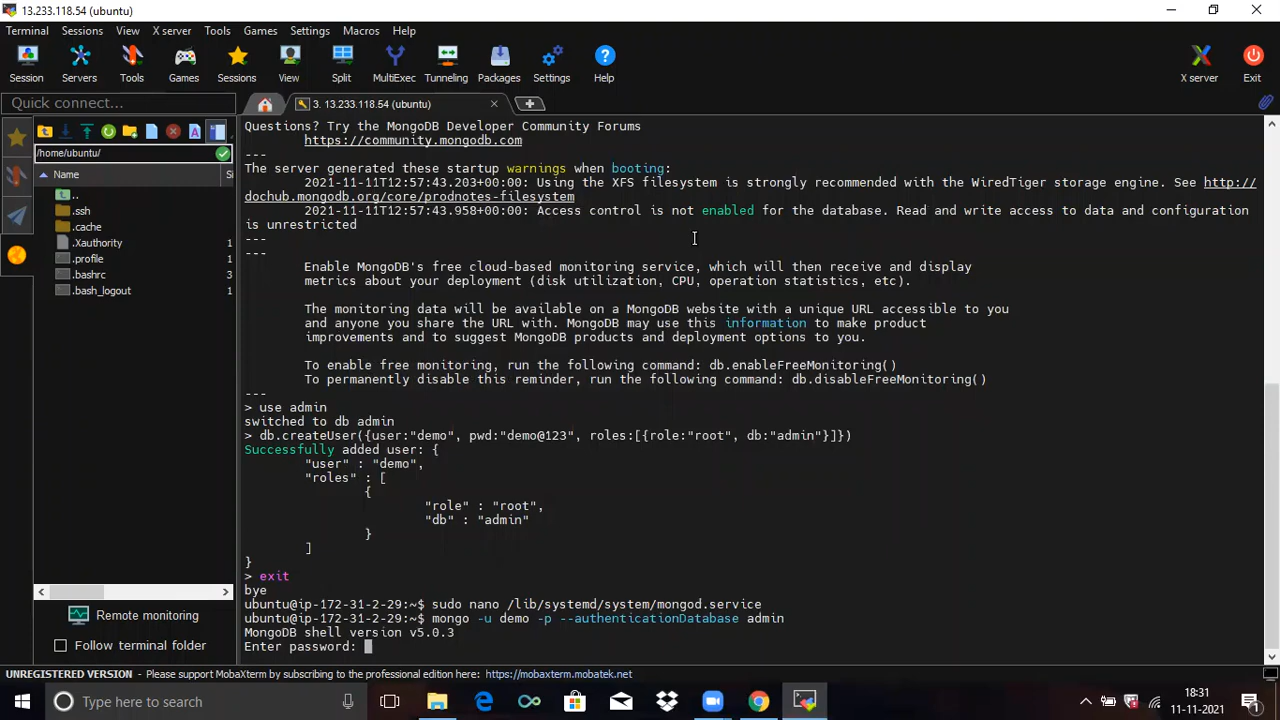 13.233.118.54 (ubuntu)
Terminal Sessions View X server Tools Games Settings Macros Help
Session Servers Tools Games Sessions View Split MultiExec Tunneling Packages Settings Help X server Exit
Quick connect...
3. 13.233.118.54 (ubuntu)
/home/ubuntu/
Name Si
..
.ssh
.cache
.Xauthority 1
.profile 1
.bashrc 3
.bash_logout 1
Remote monitoring
Follow terminal folder
Questions? Try the MongoDB Developer Community Forums
https://community.mongodb.com
---
The server generated these startup warnings when booting:
2021-11-11T12:57:43.203+00:00: Using the XFS filesystem is strongly recommended with the WiredTiger storage engine. See http://
dochub.mongodb.org/core/prodnotes-filesystem
2021-11-11T12:57:43.958+00:00: Access control is not enabled for the database. Read and write access to data and configuration
is unrestricted
---
---
Enable MongoDB's free cloud-based monitoring service, which will then receive and display
metrics about your deployment (disk utilization, CPU, operation statistics, etc).
The monitoring data will be available on a MongoDB website with a unique URL accessible to you
and anyone you share the URL with. MongoDB may use this information to make product
improvements and to suggest MongoDB products and deployment options to you.
To enable free monitoring, run the following command: db.enableFreeMonitoring()
To permanently disable this reminder, run the following command: db.disableFreeMonitoring()
---
> use admin
switched to db admin
> db.createUser({user:"demo", pwd:"demo@123", roles:[{role:"root", db:"admin"}]})
Successfully added user: {
"user" : "demo",
"roles" : [
{
"role" : "root",
"db" : "admin"
}
]
}
> exit
bye
ubuntu@ip-172-31-2-29:~$ sudo nano /lib/systemd/system/mongod.service
ubuntu@ip-172-31-2-29:~$ mongo -u demo -p --authenticationDatabase admin
MongoDB shell version v5.0.3
Enter password:
UNREGISTERED VERSION - Please support MobaXterm by subscribing to the professional edition here: https://mobaxterm.mobatek.net
Type here to search
18:31
11-11-2021
1